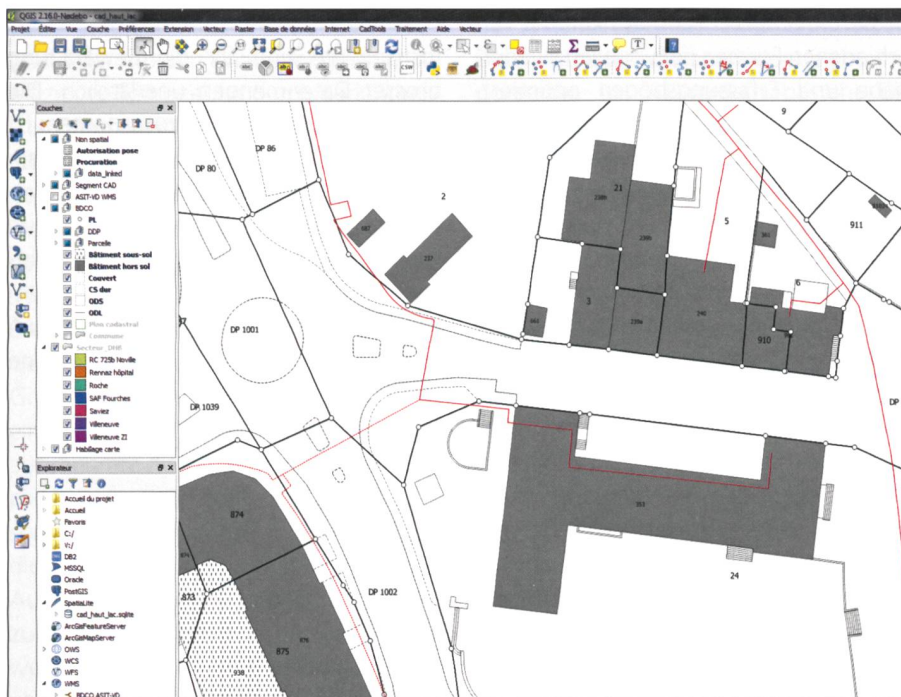 QGIS 2.16.0-Nødebo - cad_haut_lac
Projet Éditer Vue Couche Préférences Extension Vecteur Raster Base de données Internet CadTools Traitement Aide Vecteur
CSW
Couches
Non spatial
Autorisation pose
Procuration
data_linked
Segment CAD
ASIT-VD WMS
BDCO
PL
DDP
Parcelle
Bâtiment sous-sol
Bâtiment hors sol
Couvert
CS dur
ODS
ODL
Plan cadastral
Commune
Secteur_DNR
RC 725b Noville
Rennaz hôpital
Roche
SAF Fourches
Saviez
Villeneuve
Villeneuve ZI
Habillage carte
Explorateur
Accueil du projet
Accueil
Favoris
C:/
V:/
DB2
MSSQL
Oracle
PostGIS
SpatiaLite
cad_haut_lac.sqlite
ArcGisFeatureServer
ArcGisMapServer
OWS
WCS
WFS
WMS
BDCO ASIT-VD
DP 80
DP 86
2
9
21
5
911
6
3
910
DP 1001
DP
DP 1039
874
873
875
DP 1002
24
938